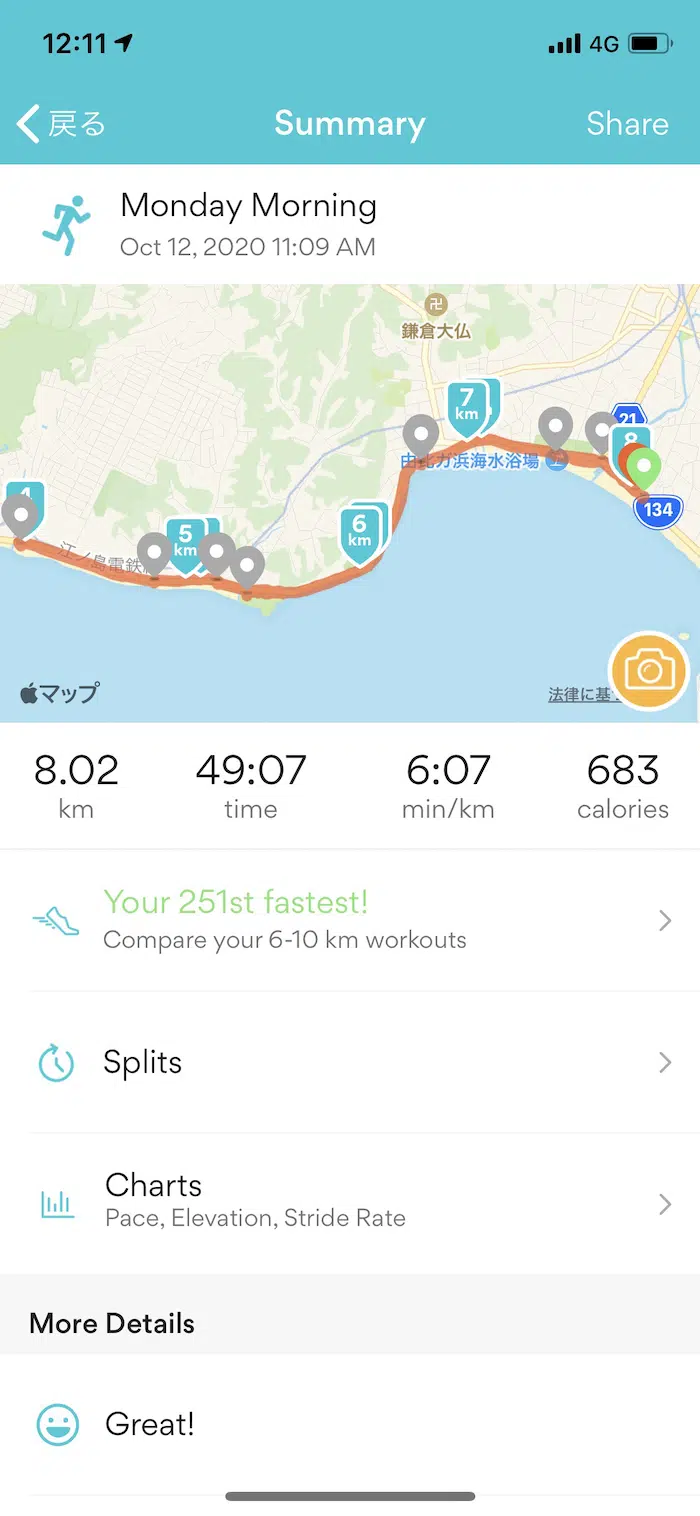 12:11
4G
戻る
Summary
Share
Monday Morning
Oct 12, 2020 11:09 AM
卍
鎌倉大仏
7
km
21
8
由比ガ浜海水浴場
134
4
5
km
6
km
江ノ島電鉄
マップ
法律に基
8.02
49:07
6:07
683
km
time
min/km
calories
Your 251st fastest!
Compare your 6-10 km workouts
Splits
Charts
Pace, Elevation, Stride Rate
More Details
Great!